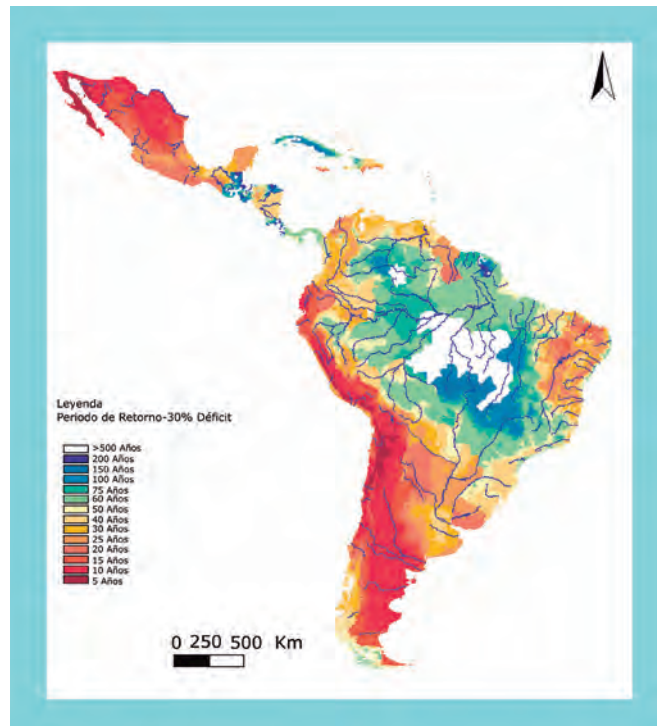 Leyenda
Periodo de Retorno-30% Déficit
>500 Años
200 Años
150 Años
100 Años
75 Años
60 Años
50 Años
40 Años
30 Años
25 Años
20 Años
15 Años
10 Años
5 Años
0 250 500 Km